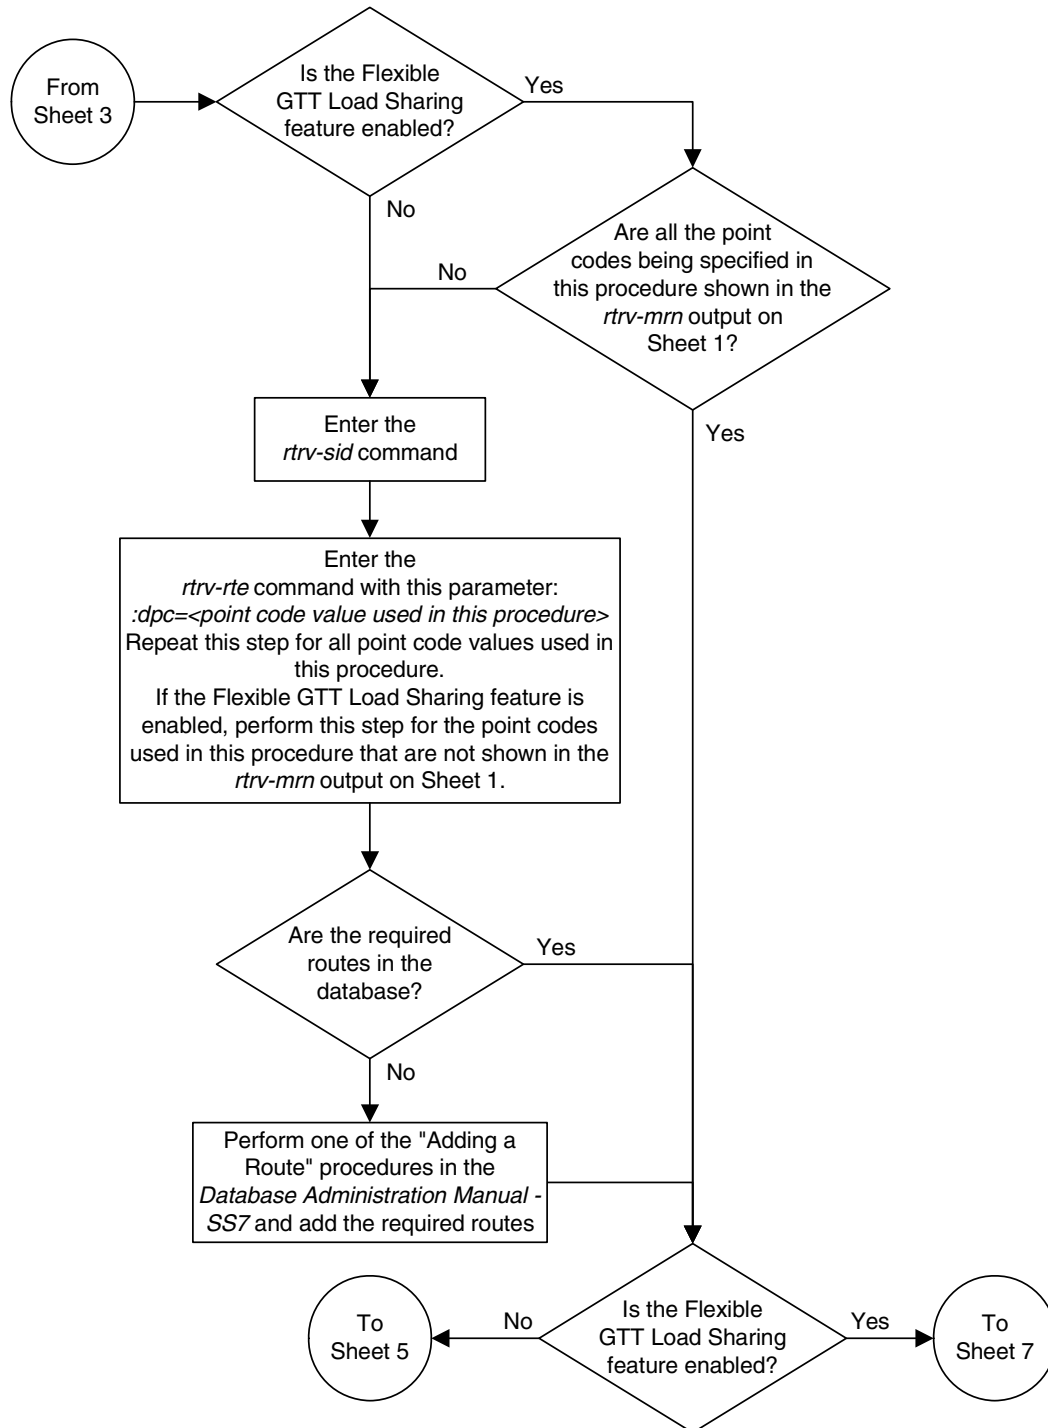 From
Sheet 3
Is the Flexible
GTT Load Sharing
feature enabled?
Yes
No
Are all the point
codes being specified in
this procedure shown in the
rtrv-mrn output on
Sheet 1?
No
Yes
Enter the
rtrv-sid command
Enter the
rtrv-rte command with this parameter:
:dpc=<point code value used in this procedure>
Repeat this step for all point code values used in
this procedure.
If the Flexible GTT Load Sharing feature is
enabled, perform this step for the point codes
used in this procedure that are not shown in the
rtrv-mrn output on Sheet 1.
Are the required
routes in the
database?
Yes
No
Perform one of the "Adding a
Route" procedures in the
Database Administration Manual -
SS7 and add the required routes
Is the Flexible
GTT Load Sharing
feature enabled?
No
To
Sheet 5
Yes
To
Sheet 7